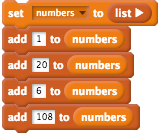 set numbers to list
add 1 to numbers
add 20 to numbers
add 6 to numbers
add 108 to numbers